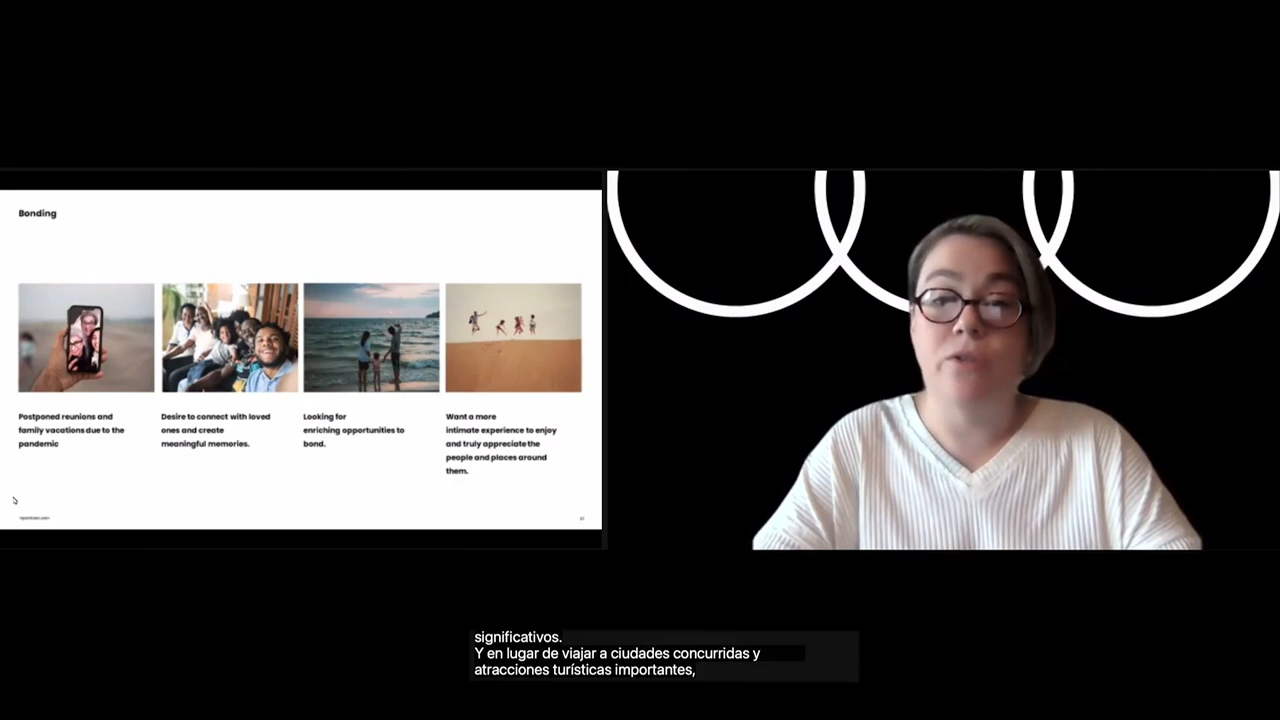 Bonding
Postponed reunions and
family vacations due to the
pandemic
Desire to connect with loved
ones and create
meaningful memories.
Looking for
enriching opportunities to
bond.
Want a more
intimate experience to enjoy
and truly appreciate the
people and places around
them.
significativos.
Y en lugar de viajar a ciudades concurridas y
atracciones turísticas importantes,